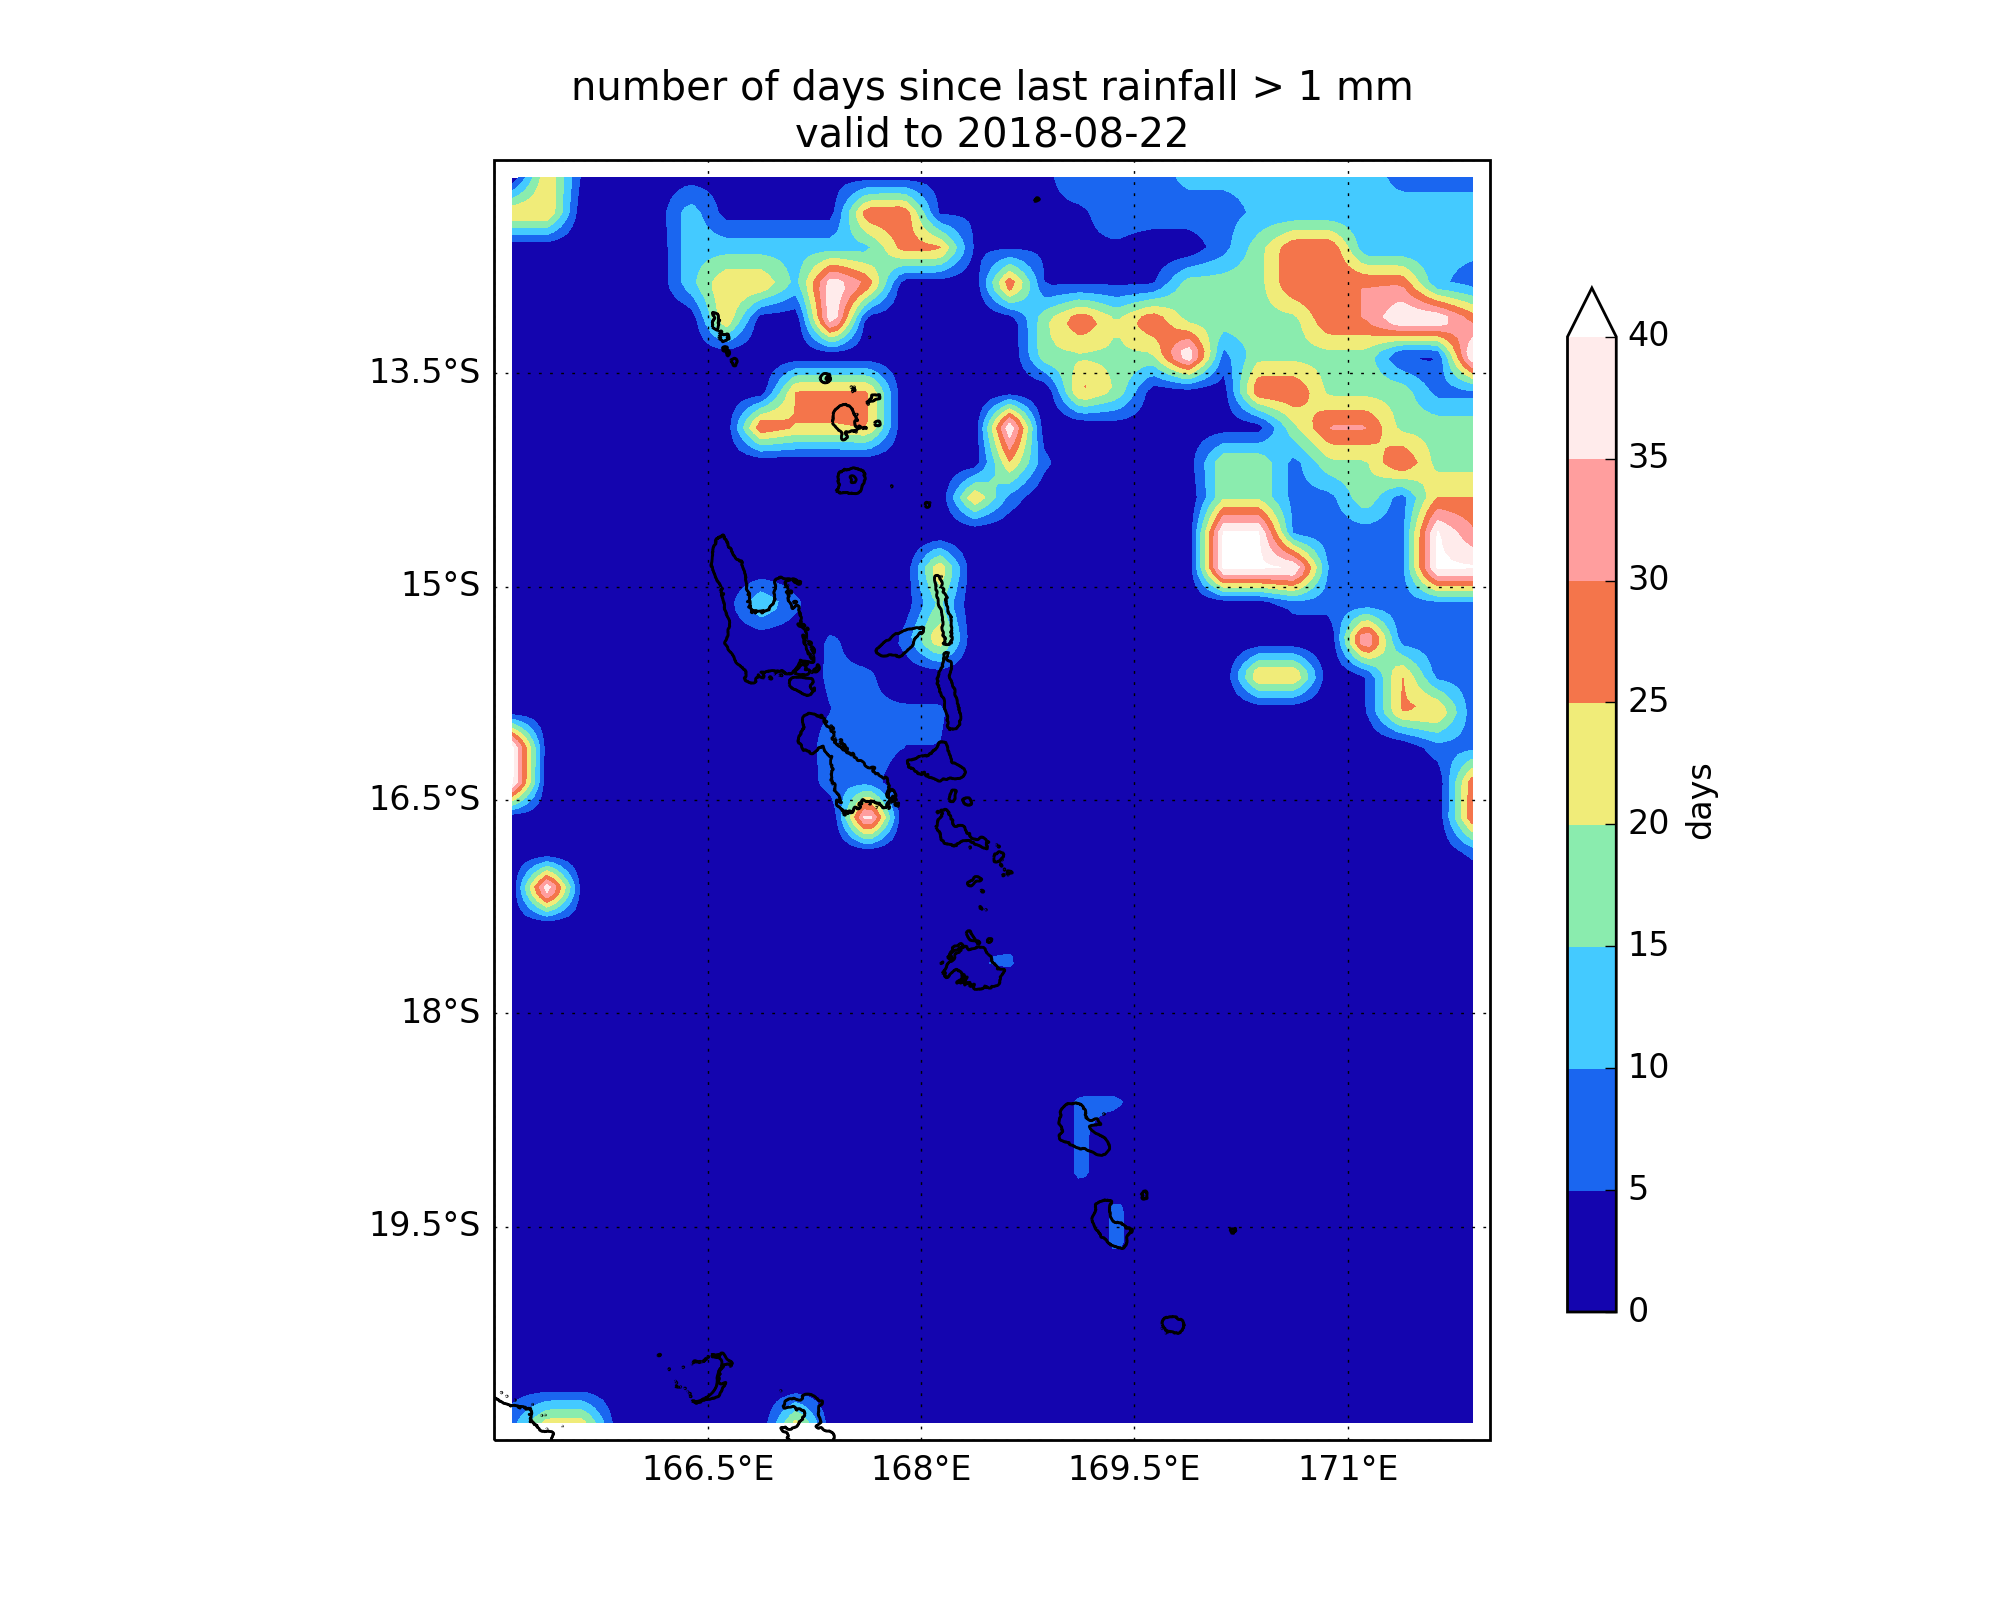 number of days since last rainfall > 1 mm
valid to 2018-08-22
13.5°S
15°S
16.5°S
18°S
19.5°S
166.5°E
168°E
169.5°E
171°E
40
35
30
25
20
15
10
5
0
days